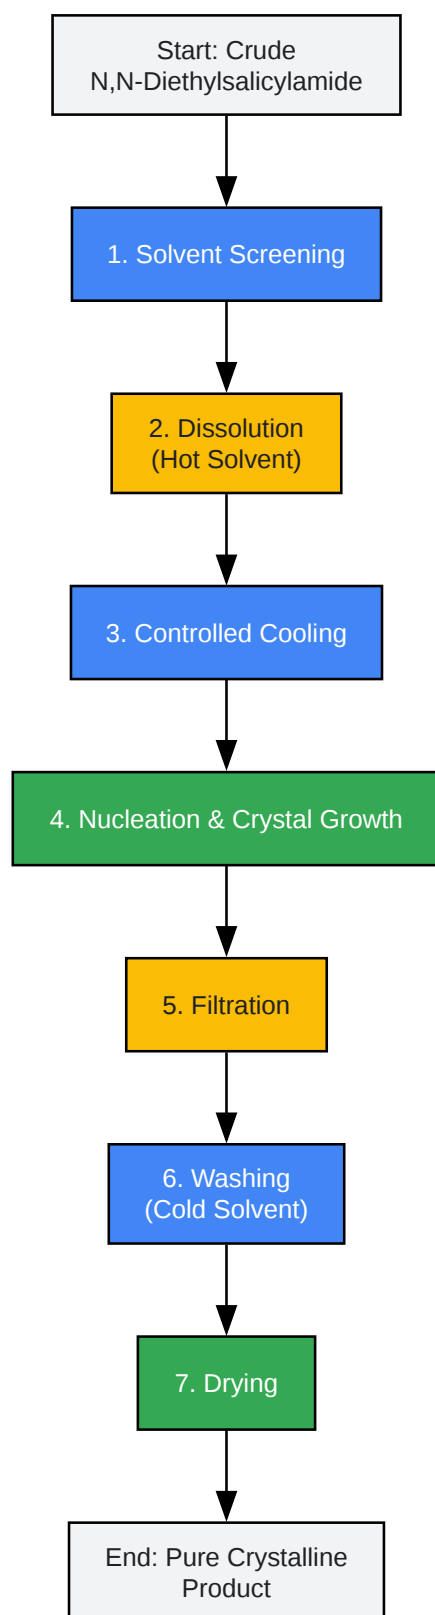 Start: Crude
N,N-Diethylsalicylamide
1. Solvent Screening
2. Dissolution
(Hot Solvent)
3. Controlled Cooling
4. Nucleation & Crystal Growth
5. Filtration
6. Washing
(Cold Solvent)
7. Drying
End: Pure Crystalline
Product